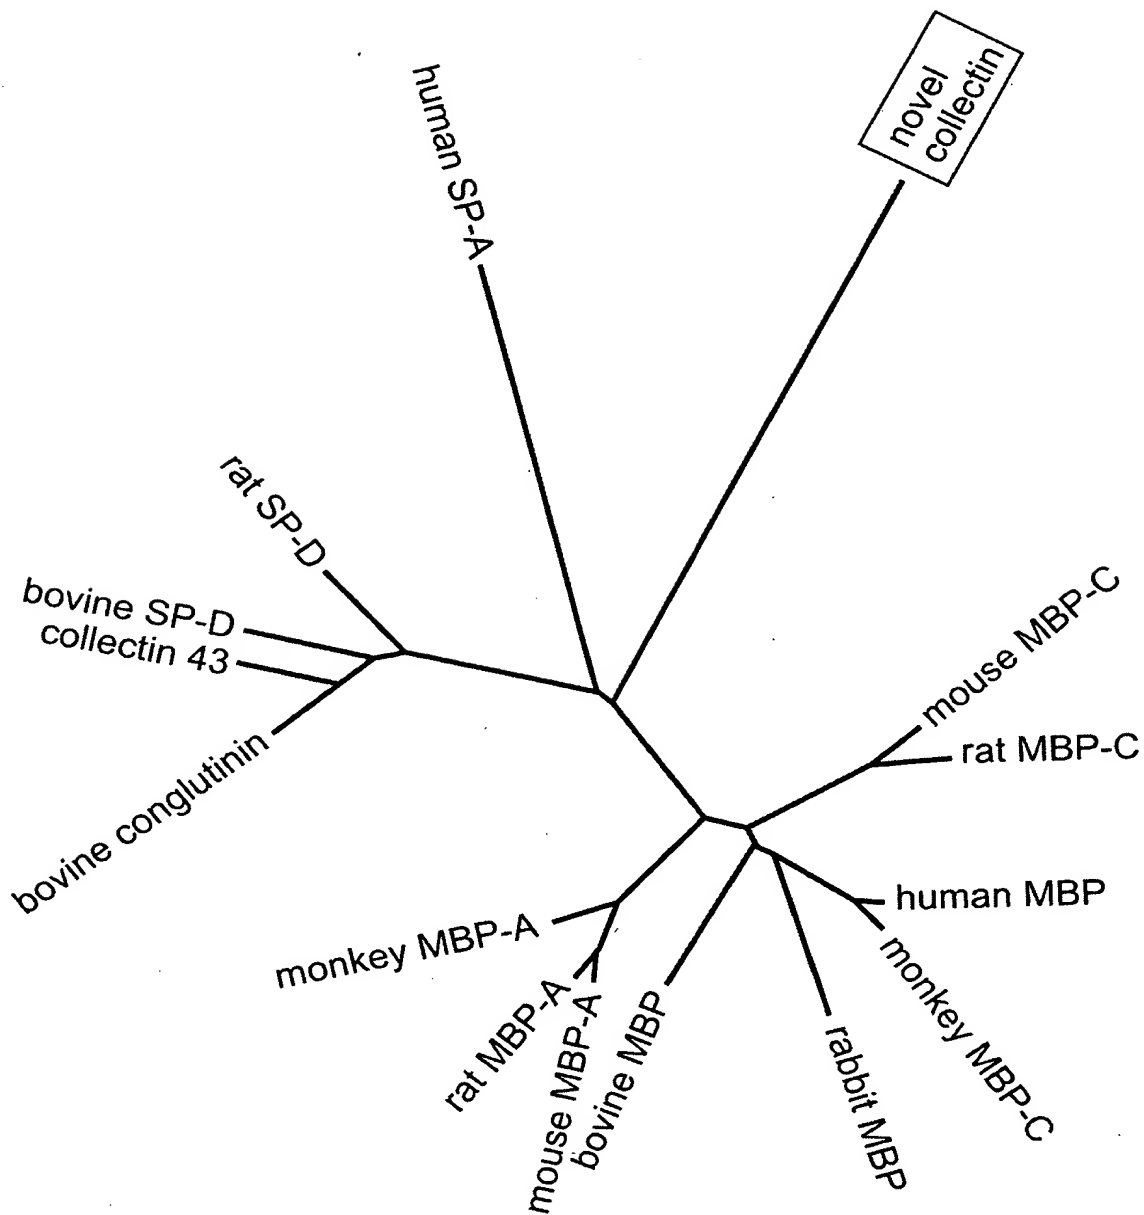 human SP-A
novel
collectin
rat SP-D
bovine SP-D
collectin 43
bovine conglutinin
mouse MBP-C
rat MBP-C
human MBP
monkey MBP-C
rabbit MBP
bovine MBP
mouse MBP-A
rat MBP-A
monkey MBP-A